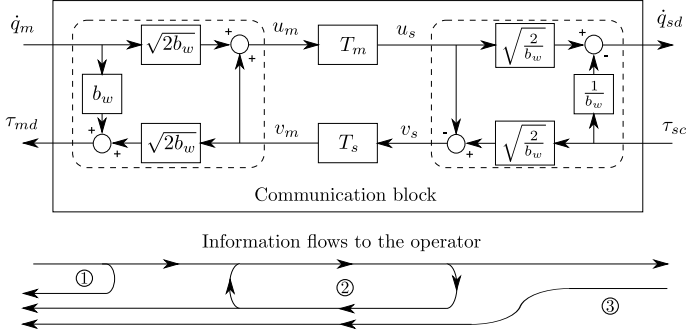 q̇_m √2b_w + + u_m T_m u_s √(2/b_w) + - q̇_sd
b_w 1/b_w
τ_md + + √2b_w v_m T_s v_s - + √(2/b_w) τ_sc
Communication block
Information flows to the operator
① ② ③